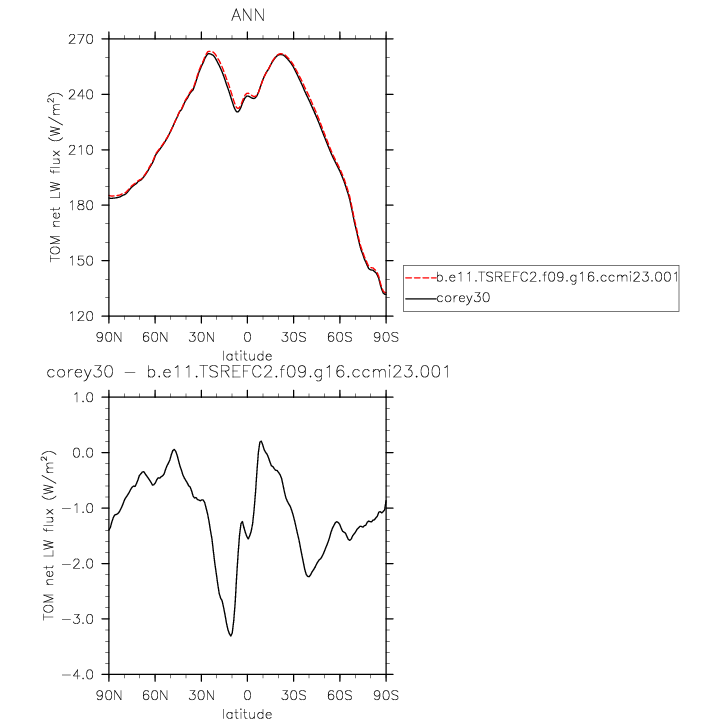 ANN
TOM net LW flux (W/m²)
270
240
210
180
150
120
90N 60N 30N 0 30S 60S 90S
latitude
b.e11.TSREFC2.f09.g16.ccmi23.001
corey30
corey30 − b.e11.TSREFC2.f09.g16.ccmi23.001
TOM net LW flux (W/m²)
1.0
0.0
−1.0
−2.0
−3.0
−4.0
90N 60N 30N 0 30S 60S 90S
latitude